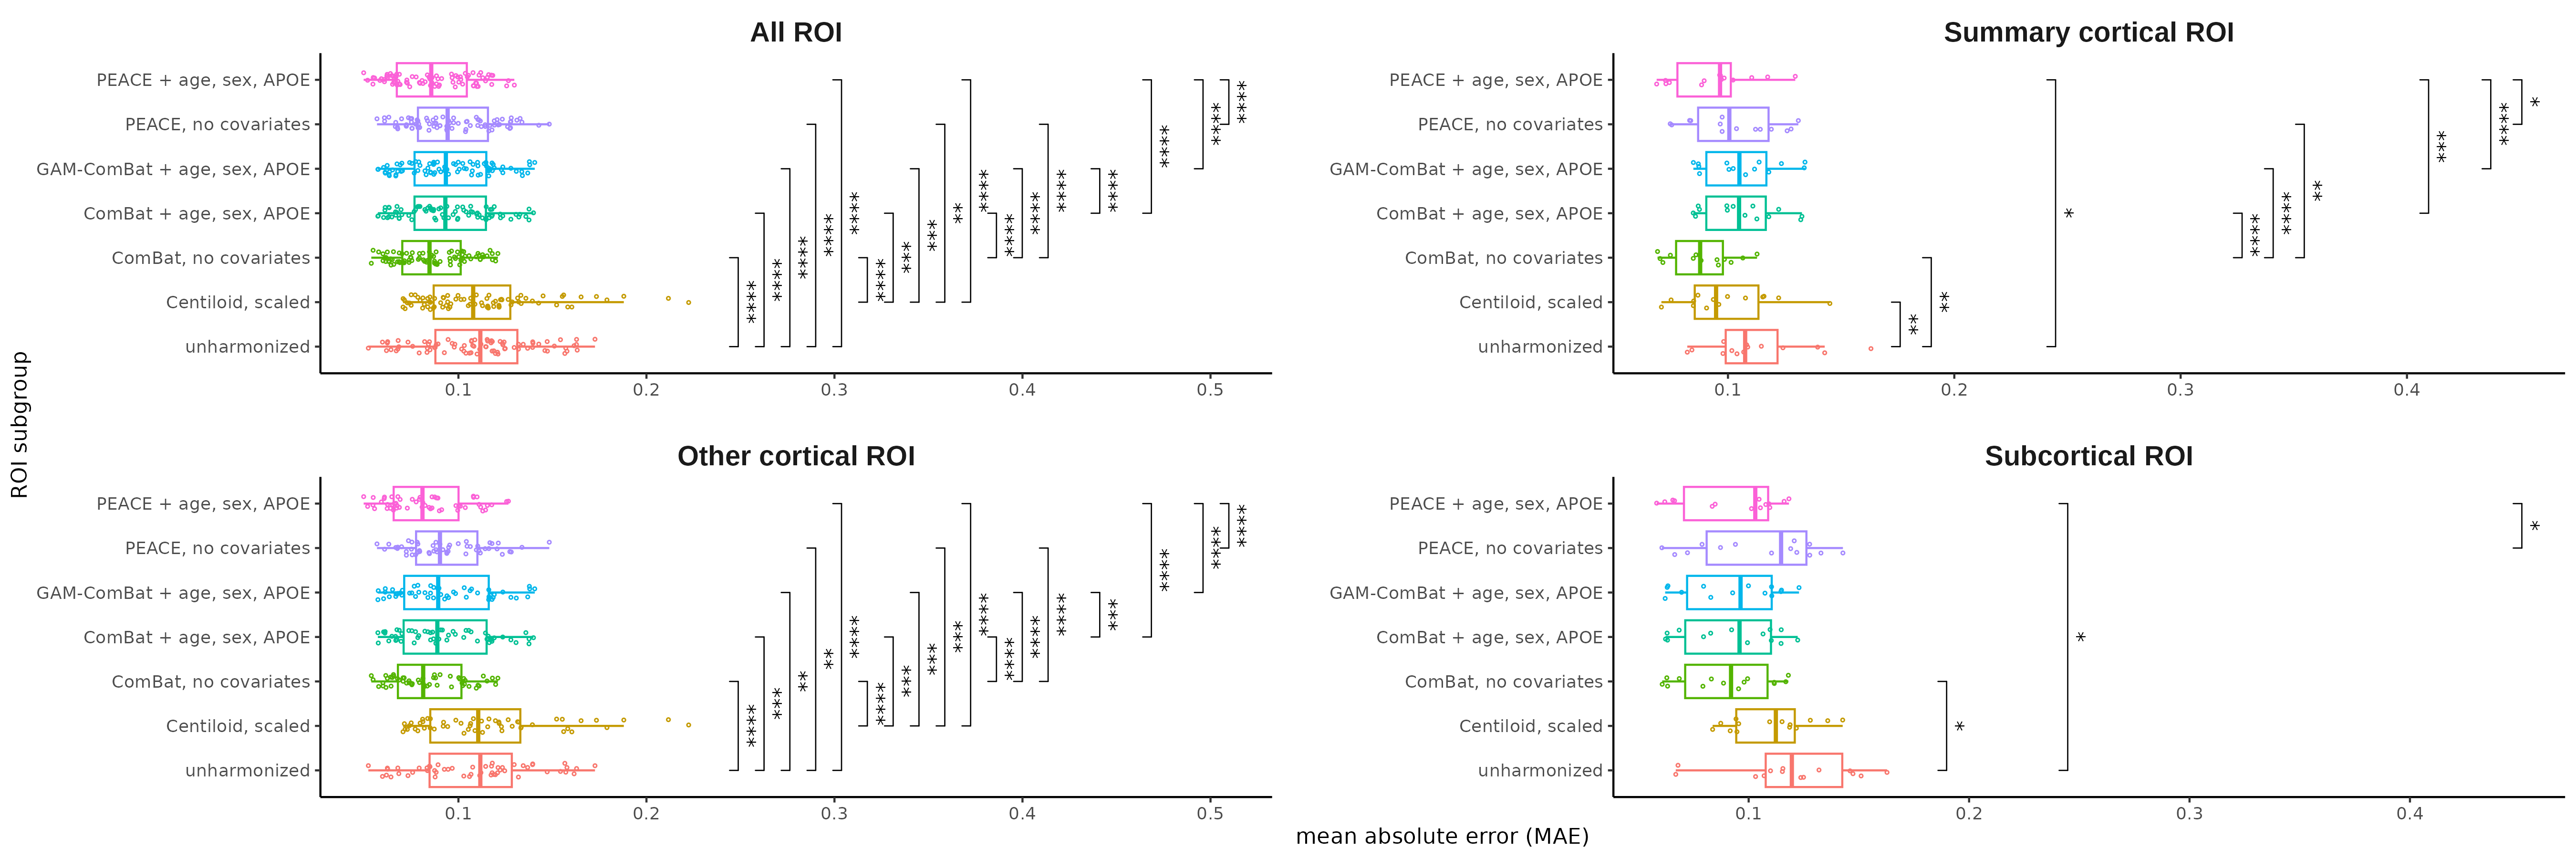 All ROI
PEACE + age, sex, APOE
PEACE, no covariates
GAM-ComBat + age, sex, APOE
ComBat + age, sex, APOE
ComBat, no covariates
Centiloid, scaled
unharmonized
**** **** **** **** **** **** *** *** ** **** **** **** **** **** **** **** ****
0.1 0.2 0.3 0.4 0.5
Summary cortical ROI
PEACE + age, sex, APOE
PEACE, no covariates
GAM-ComBat + age, sex, APOE
ComBat + age, sex, APOE
ComBat, no covariates
Centiloid, scaled
unharmonized
** ** * **** **** ** *** **** *
0.1 0.2 0.3 0.4
ROI subgroup
Other cortical ROI
PEACE + age, sex, APOE
PEACE, no covariates
GAM-ComBat + age, sex, APOE
ComBat + age, sex, APOE
ComBat, no covariates
Centiloid, scaled
unharmonized
**** *** ** ** **** **** *** *** *** **** **** **** **** *** **** **** ****
0.1 0.2 0.3 0.4 0.5
Subcortical ROI
PEACE + age, sex, APOE
PEACE, no covariates
GAM-ComBat + age, sex, APOE
ComBat + age, sex, APOE
ComBat, no covariates
Centiloid, scaled
unharmonized
* * *
0.1 0.2 0.3 0.4
mean absolute error (MAE)